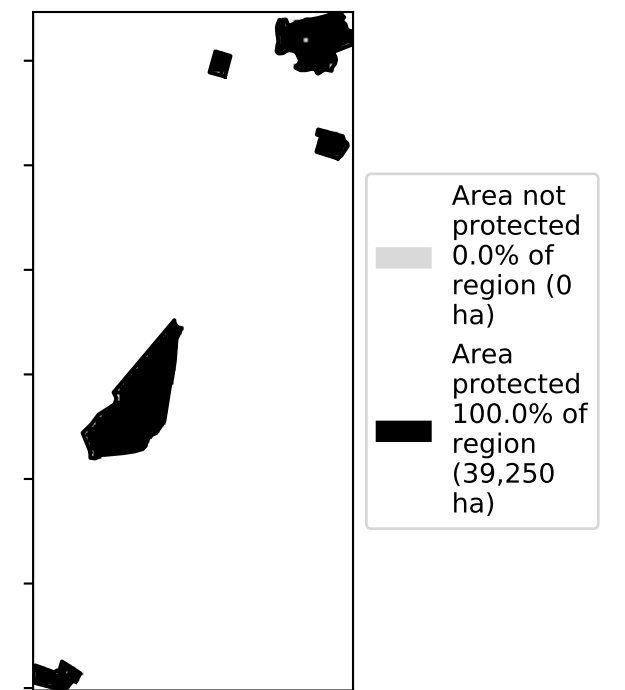 Area not
protected
0.0% of
region (0
ha)
Area
protected
100.0% of
region
(39,250
ha)